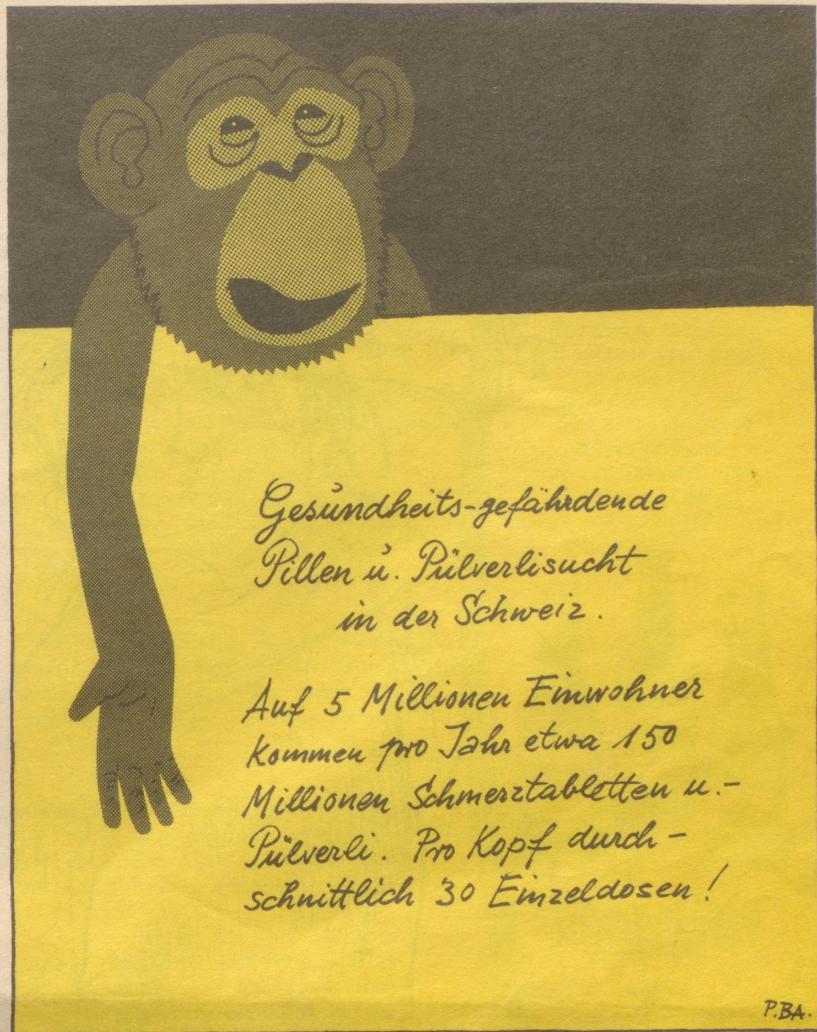 Gesundheits-gefährdende
Pillen u. Pülverlisucht
in der Schweiz.
Auf 5 Millionen Einwohner
kommen pro Jahr etwa 150
Millionen Schmerztabletten u.-
Pülverli. Pro Kopf durch-
schnittlich 30 Einzeldosen!
P.BA.